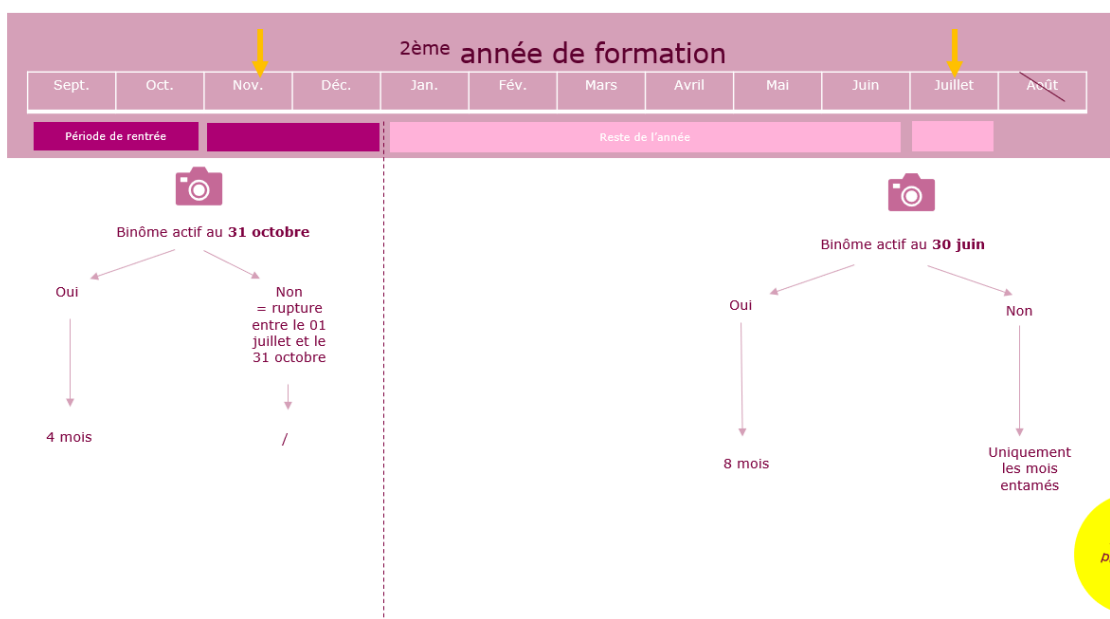 2ème année de formation
Sept. Oct. Nov. Déc. Jan. Fév. Mars Avril Mai Juin Juillet Août
Période de rentrée
Reste de l'année
Binôme actif au 31 octobre
Oui
Non
= rupture
entre le 01
juillet et le
31 octobre
4 mois
/
Binôme actif au 30 juin
Oui
Non
8 mois
Uniquement
les mois
entamés